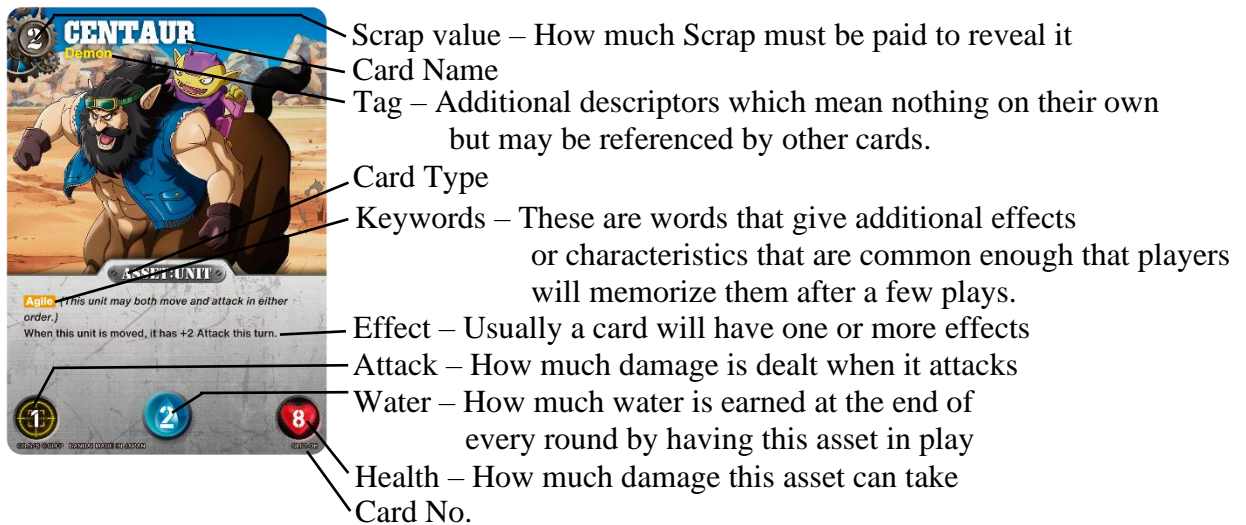 2
CENTAUR
Demon
ASSET:UNIT
Agile (This unit may both move and attack in either
order.)
When this unit is moved, it has +2 Attack this turn.
1
2
8
Scrap value – How much Scrap must be paid to reveal it
Card Name
Tag – Additional descriptors which mean nothing on their own
but may be referenced by other cards.
Card Type
Keywords – These are words that give additional effects
or characteristics that are common enough that players
will memorize them after a few plays.
Effect – Usually a card will have one or more effects
Attack – How much damage is dealt when it attacks
Water – How much water is earned at the end of
every round by having this asset in play
Health – How much damage this asset can take
Card No.